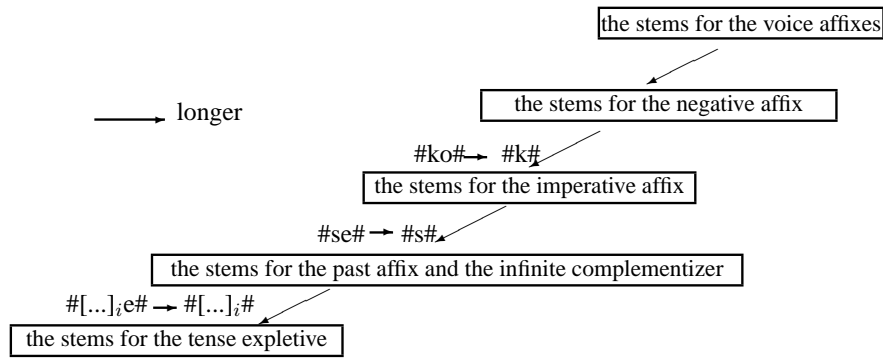 the stems for the voice affixes
the stems for the negative affix
longer
#ko# #k#
the stems for the imperative affix
#se# #s#
the stems for the past affix and the infinite complementizer
#[...]ᵢe# #[...]ᵢ#
the stems for the tense expletive